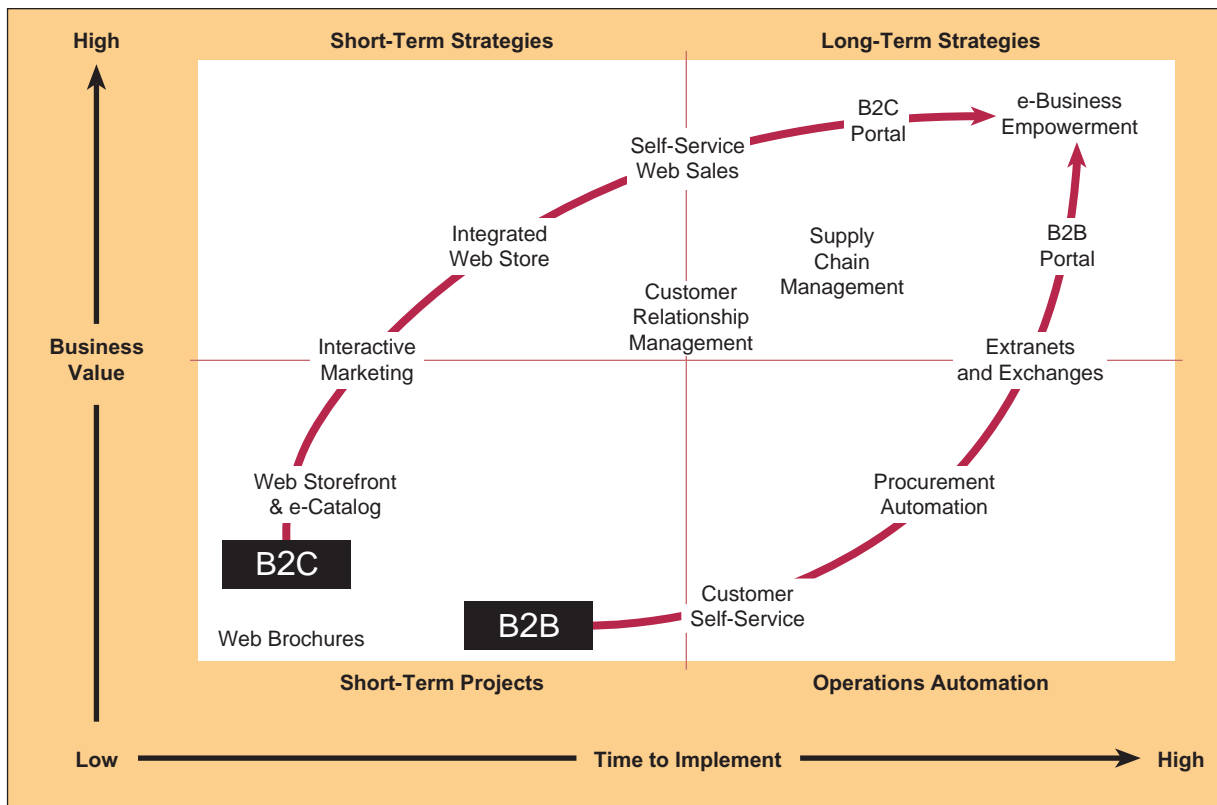 High
Short-Term Strategies
Long-Term Strategies
B2C
Portal
e-Business
Empowerment
Self-Service
Web Sales
Integrated
Web Store
Supply
Chain
Management
B2B
Portal
Customer
Relationship
Management
Business
Value
Interactive
Marketing
Extranets
and Exchanges
Web Storefront
& e-Catalog
Procurement
Automation
B2C
Customer
Self-Service
B2B
Web Brochures
Short-Term Projects
Operations Automation
Low
Time to Implement
High